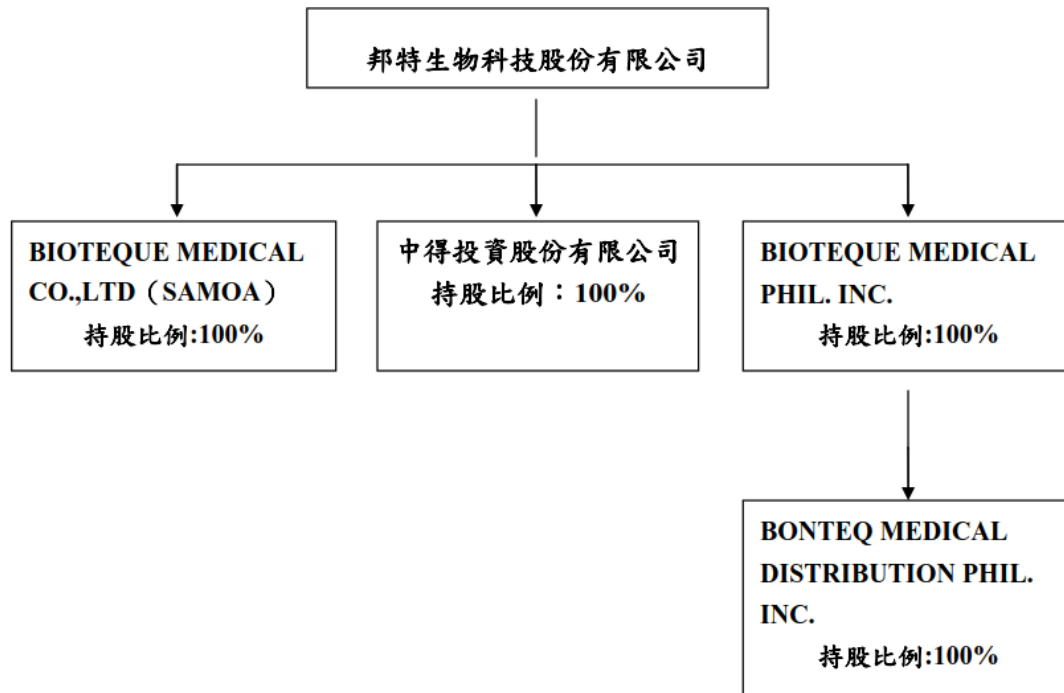 邦特生物科技股份有限公司
BIOTEQUE MEDICAL
CO.,LTD（SAMOA）
持股比例:100%
中得投資股份有限公司
持股比例：100%
BIOTEQUE MEDICAL
PHIL. INC.
持股比例:100%
BONTEQ MEDICAL
DISTRIBUTION PHIL.
INC.
持股比例:100%